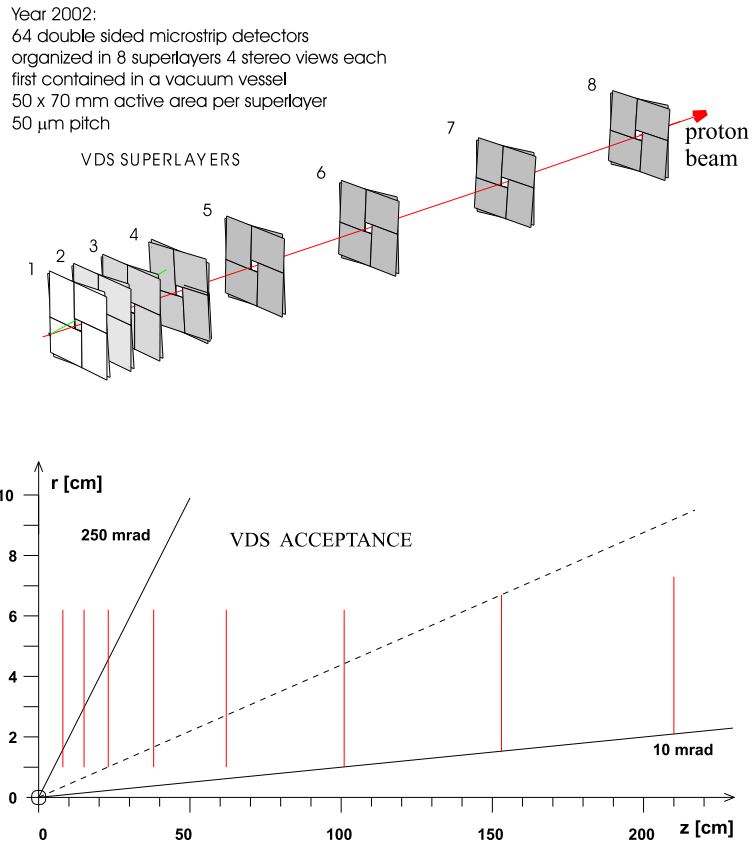 Year 2002:
64 double sided microstrip detectors
organized in 8 superlayers 4 stereo views each
first contained in a vacuum vessel
50 x 70 mm active area per superlayer
50 μm pitch
VDS SUPERLAYERS
1
2
3
4
5
6
7
8
proton
beam
r [cm]
10
8
6
4
2
0
250 mrad
VDS ACCEPTANCE
10 mrad
0
50
100
150
200
z [cm]